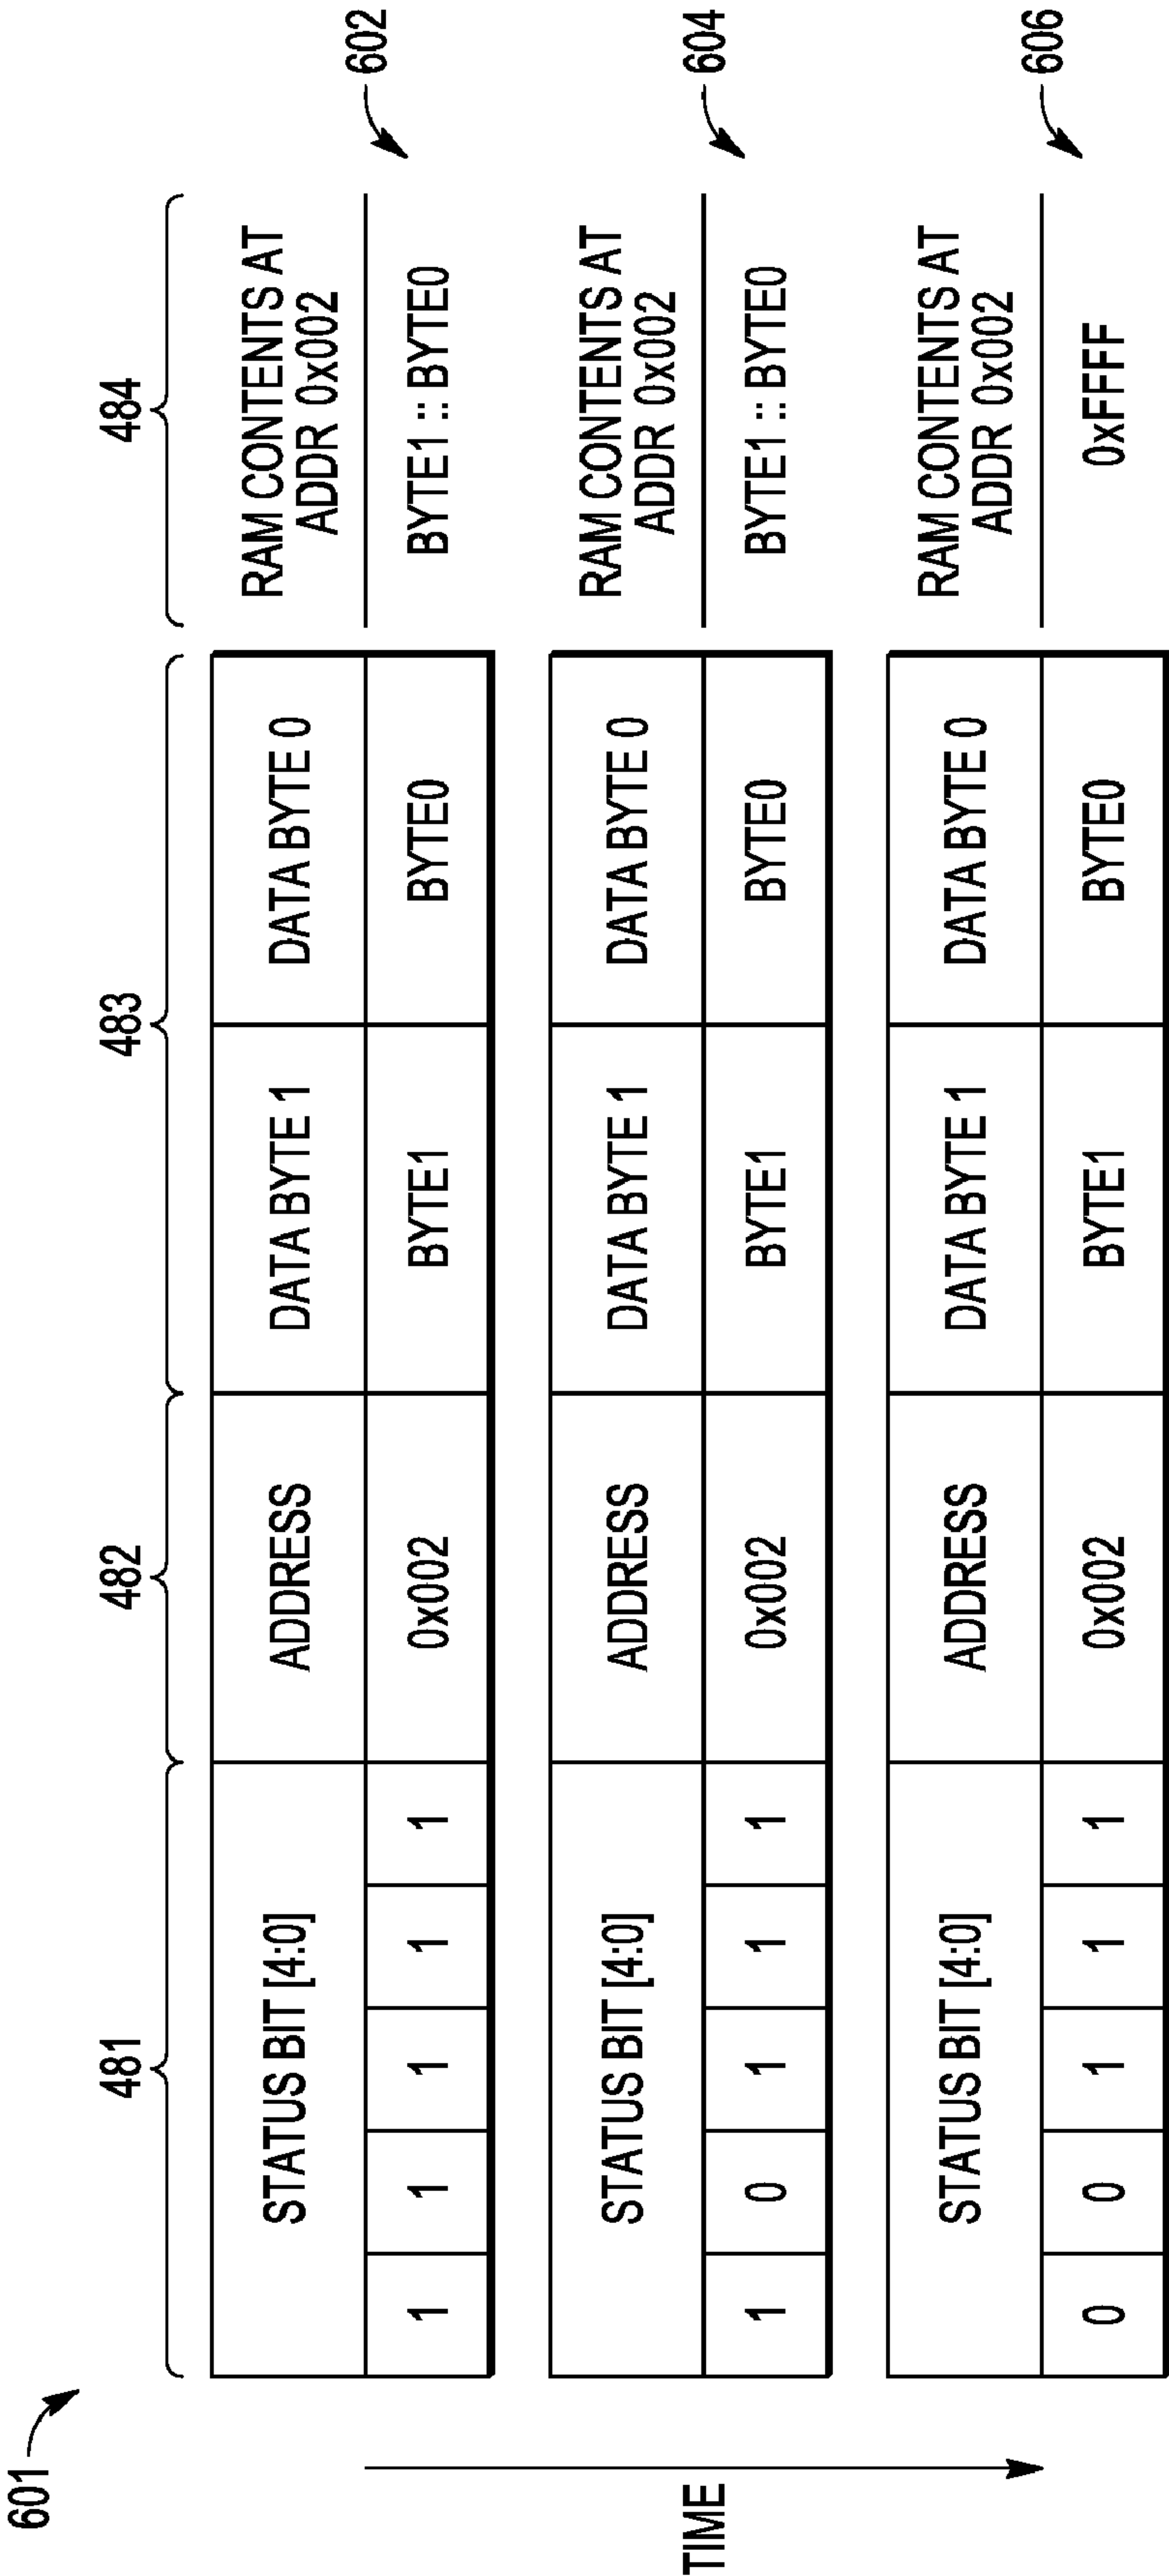 601
481
482
483
484
STATUS BIT [4:0]
ADDRESS
DATA BYTE 1
DATA BYTE 0
RAM CONTENTS AT
ADDR 0x002
1
1
1
1
1
0x002
BYTE1
BYTE0
BYTE1 :: BYTE0
602
STATUS BIT [4:0]
ADDRESS
DATA BYTE 1
DATA BYTE 0
RAM CONTENTS AT
ADDR 0x002
1
0
1
1
1
0x002
BYTE1
BYTE0
BYTE1 :: BYTE0
604
STATUS BIT [4:0]
ADDRESS
DATA BYTE 1
DATA BYTE 0
RAM CONTENTS AT
ADDR 0x002
0
0
1
1
1
0x002
BYTE1
BYTE0
0xFFFF
606
TIME